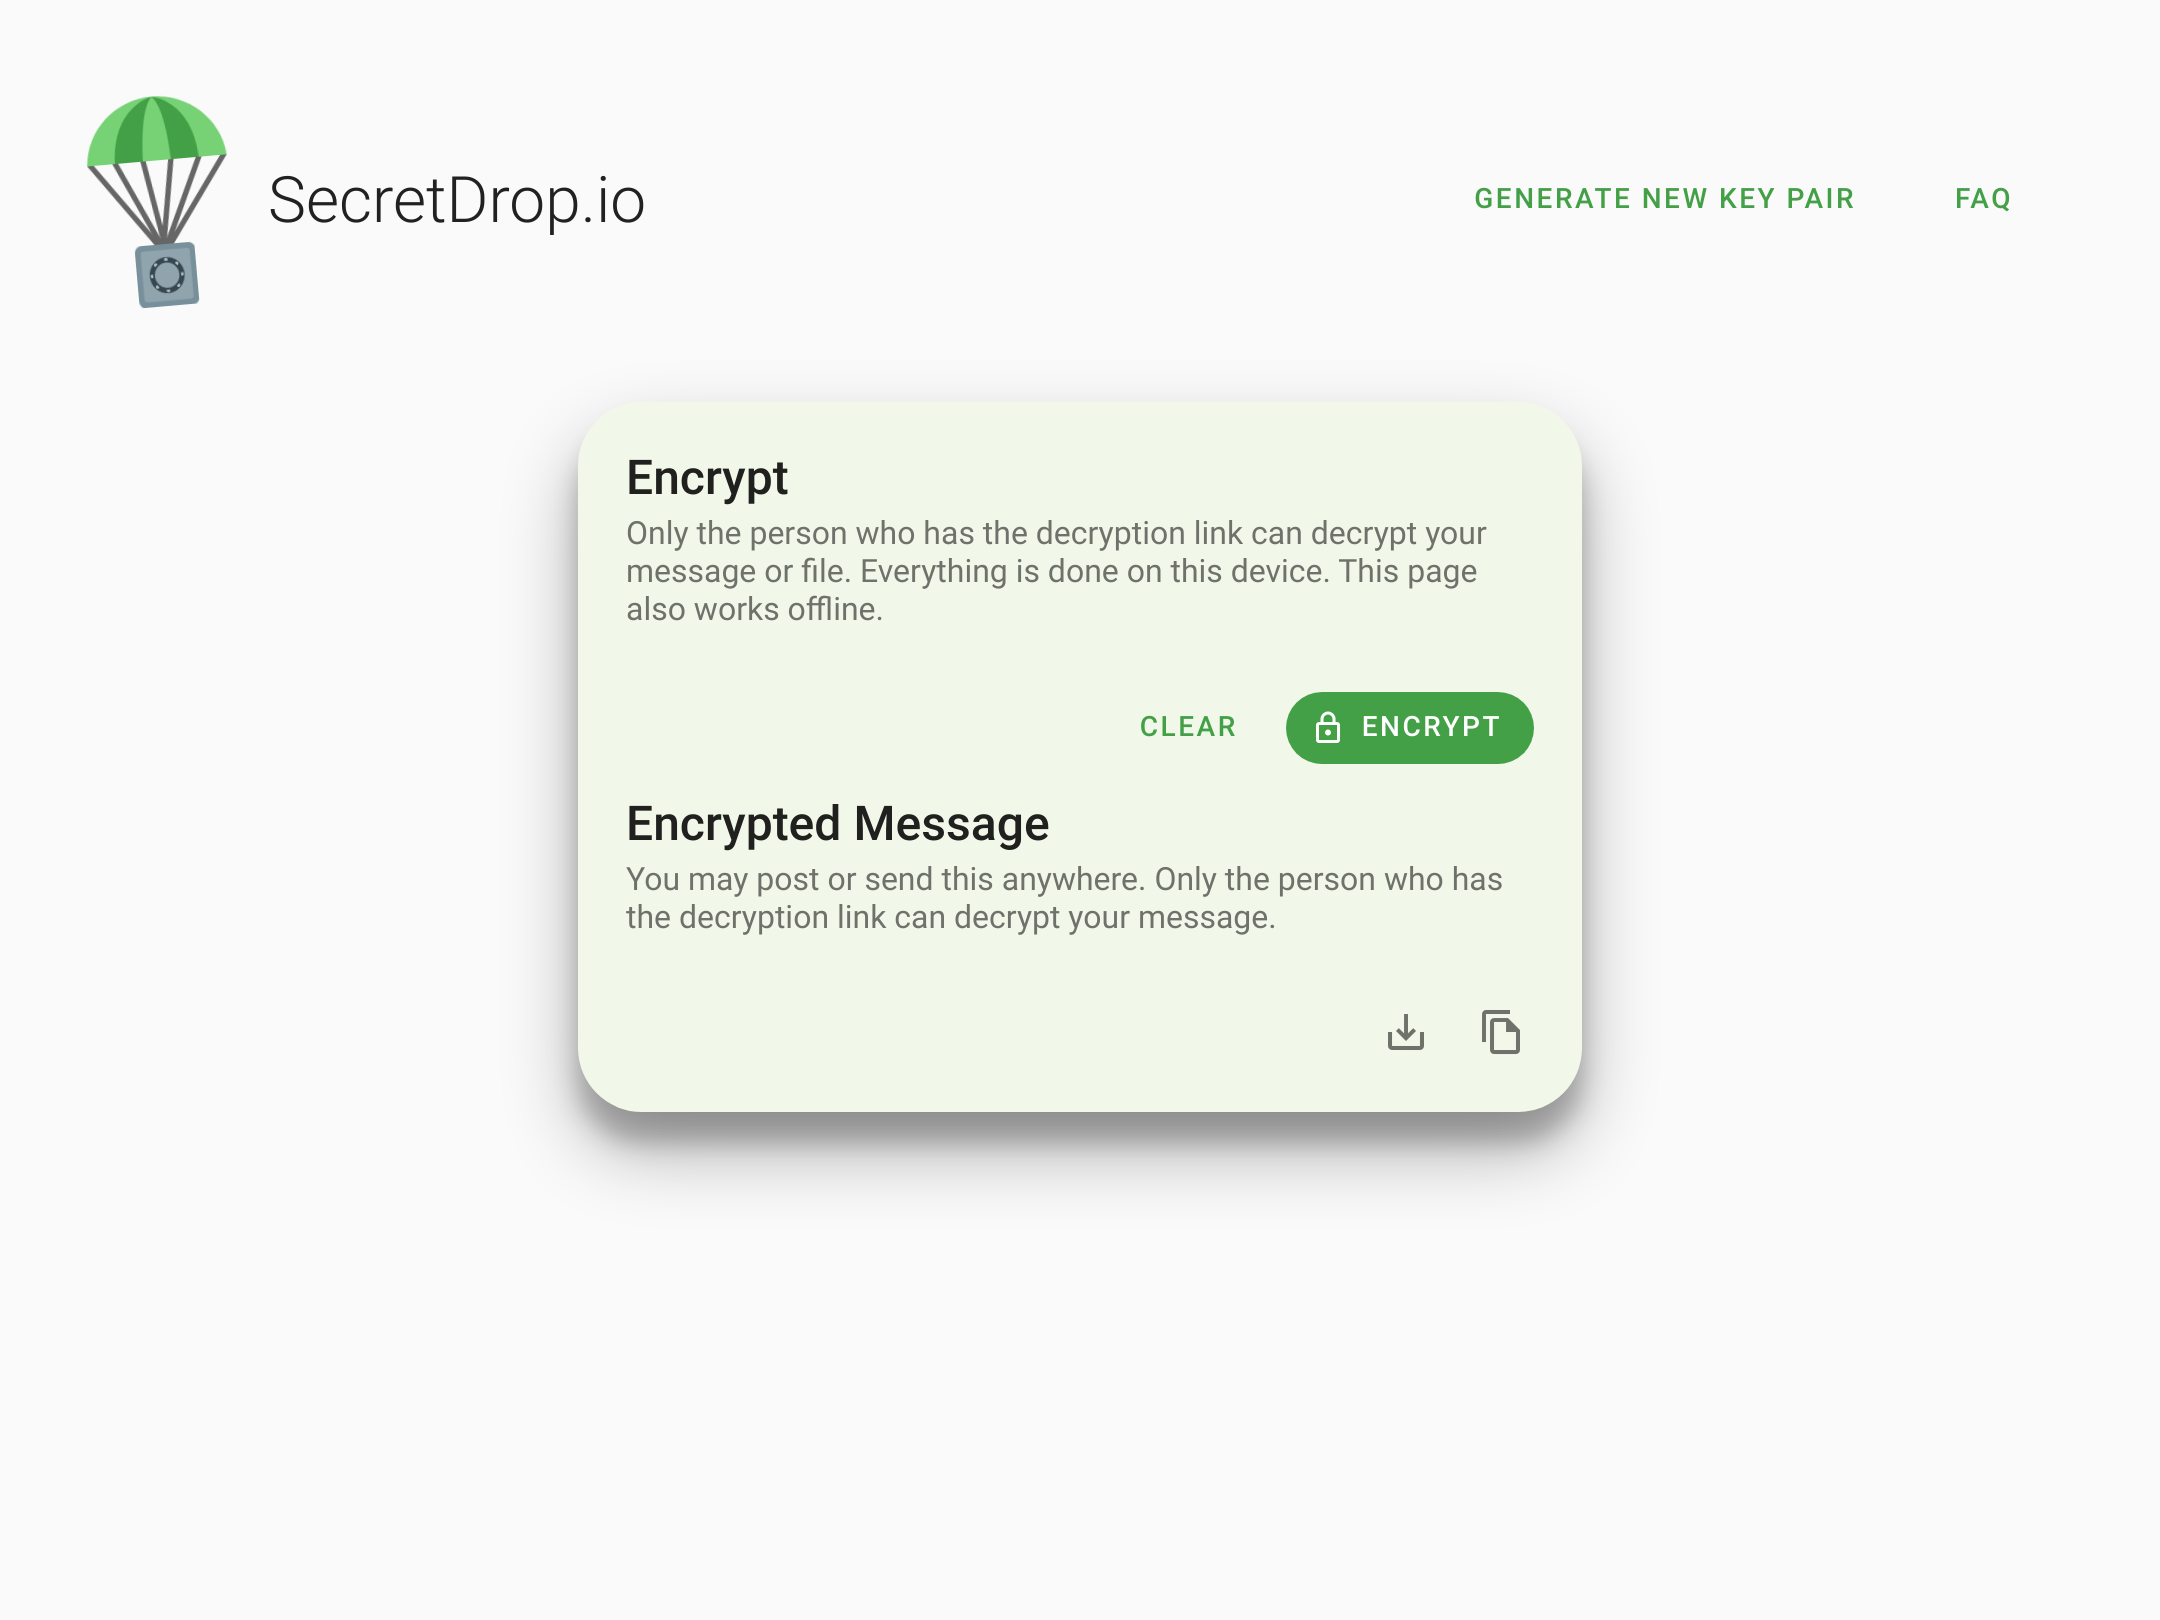 SecretDrop.io
GENERATE NEW KEY PAIR
FAQ
Encrypt
Only the person who has the decryption link can decrypt your
message or file. Everything is done on this device. This page
also works offline.
CLEAR
ENCRYPT
Encrypted Message
You may post or send this anywhere. Only the person who has
the decryption link can decrypt your message.